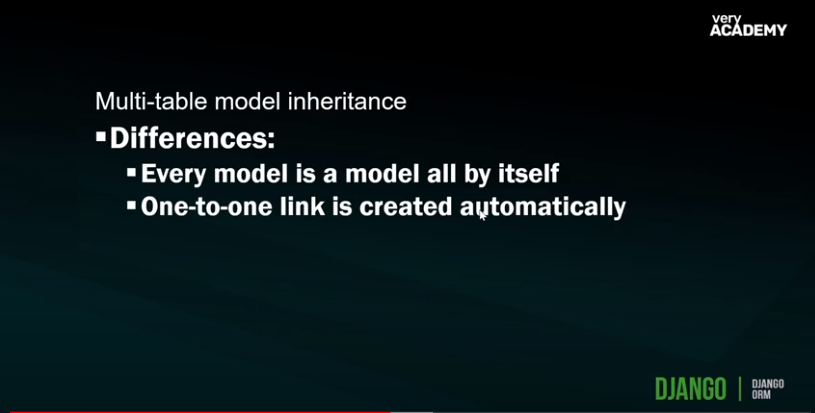 very
ACADEMY
Multi-table model inheritance
▪Differences:
▪Every model is a model all by itself
▪One-to-one link is created automatically
DJANGO | DJANGO
ORM